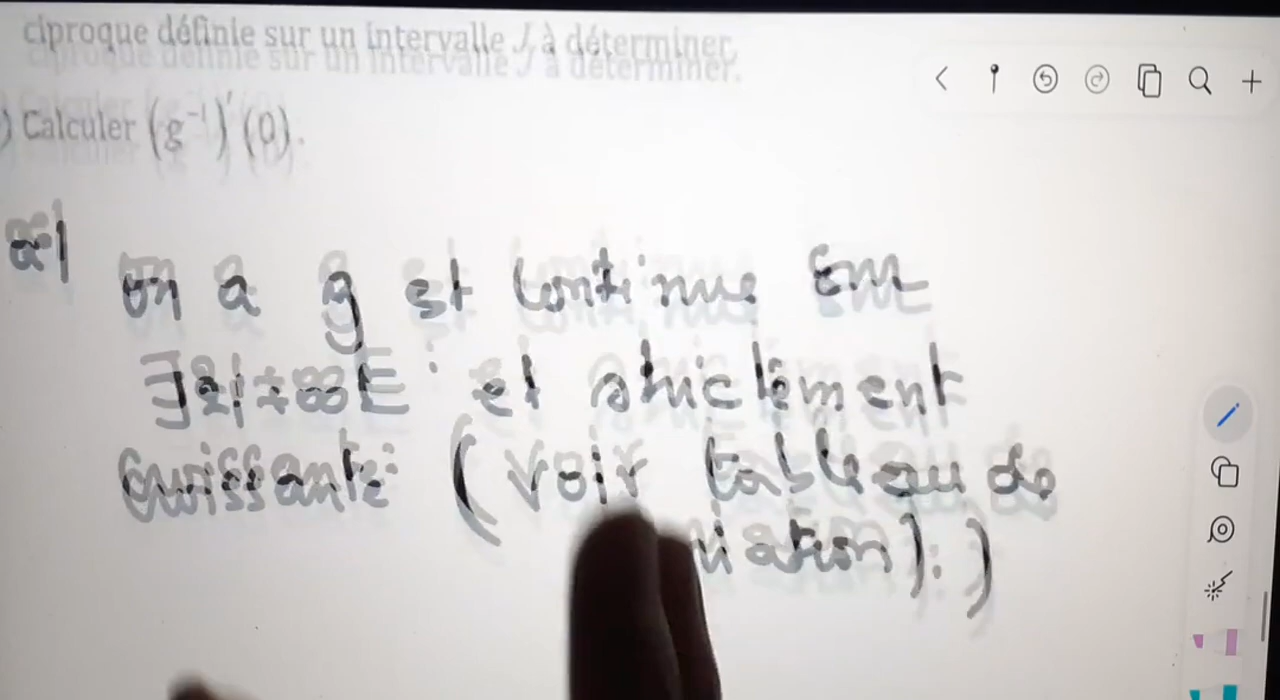 ciproque définie sur un intervalle J à déterminer.
) Calculer (g⁻¹)'(0).
a-|
on a g est continue sur
]2;+∞[ et strictement
croissante (voir tableau de
riation).)